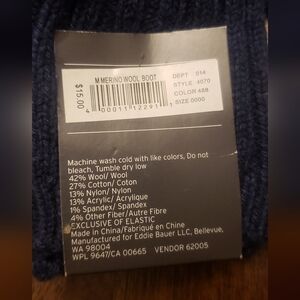 M MERINO WOOL BOOT
DEPT 014
STYLE 4070
COLOR 488
SIZE 0000
$15.00
Machine wash cold with like colors, Do not
bleach, Tumble dry low
42% Wool/ Wool
27% Cotton/ Coton
13% Nylon/ Nylon
13% Acrylic/ Acrylique
1% Spandex/ Spandex
4% Other Fiber/Autre Fibre
EXCLUSIVE OF ELASTIC
Made in China/Fabriqué en Chine
Manufactured for Eddie Bauer LLC, Bellevue,
WA 98004
WPL 9647/CA 00665 VENDOR 62005